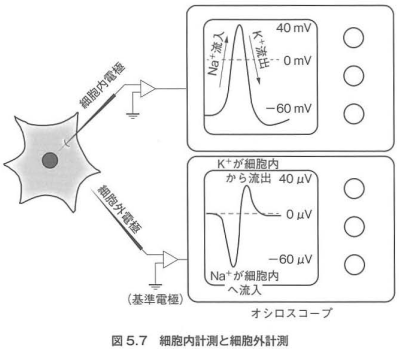 細胞内電極
Na⁺流入
K⁺流出
40 mV
0 mV
−60 mV
細胞外電極
(基準電極)
K⁺が細胞内
から流出
40 μV
0 μV
−60 μV
Na⁺が細胞内
へ流入
オシロスコープ
図 5.7 細胞内計測と細胞外計測